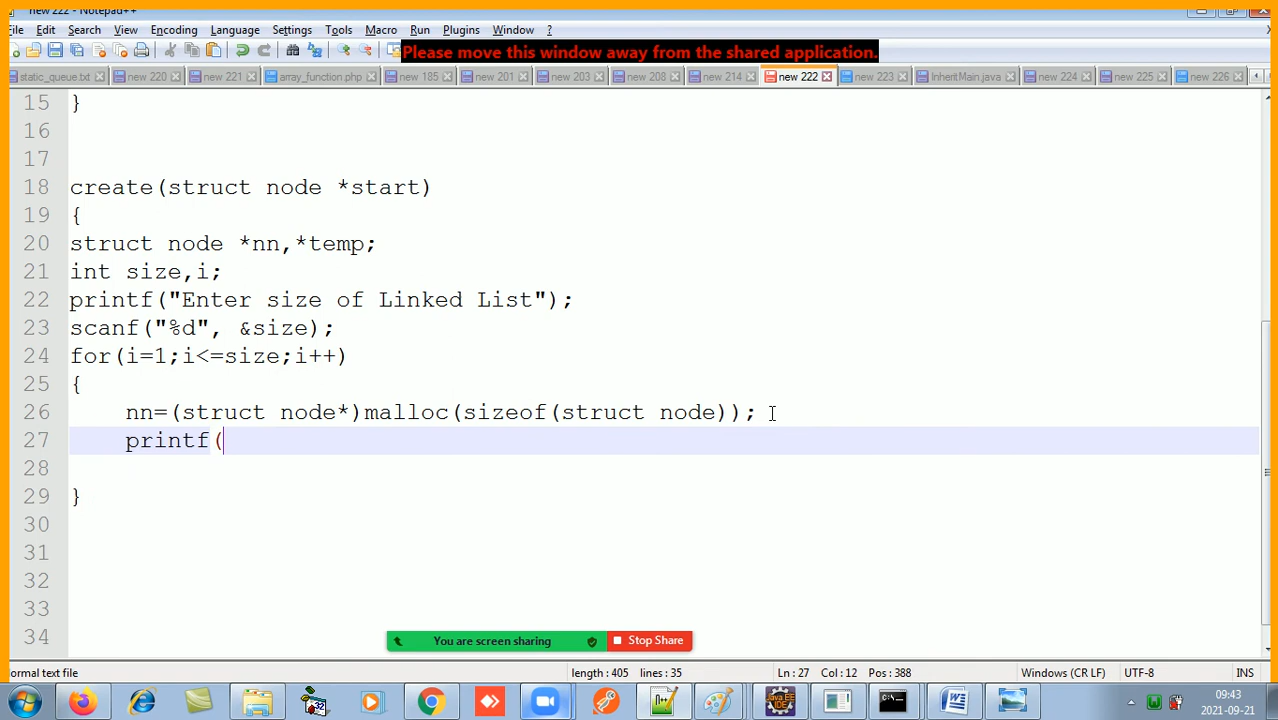 new 222 - Notepad++
File Edit Search View Encoding Language Settings Tools Macro Run Plugins Window ?
Please move this window away from the shared application.
static_queue.txt new 220 new 221 array_function.php new 185 new 201 new 203 new 208 new 214 new 222 new 223 InheritMain.java new 224 new 225 new 226
15 }
16
17
18 create(struct node *start)
19 {
20 struct node *nn,*temp;
21 int size,i;
22 printf("Enter size of Linked List");
23 scanf("%d", &size);
24 for(i=1;i<=size;i++)
25 {
26 nn=(struct node*)malloc(sizeof(struct node));
27 printf(
28
29 }
30
31
32
33
34
You are screen sharing Stop Share
ormal text file length : 405 lines : 35 Ln : 27 Col : 12 Pos : 388 Windows (CR LF) UTF-8 INS
09:43
2021-09-21